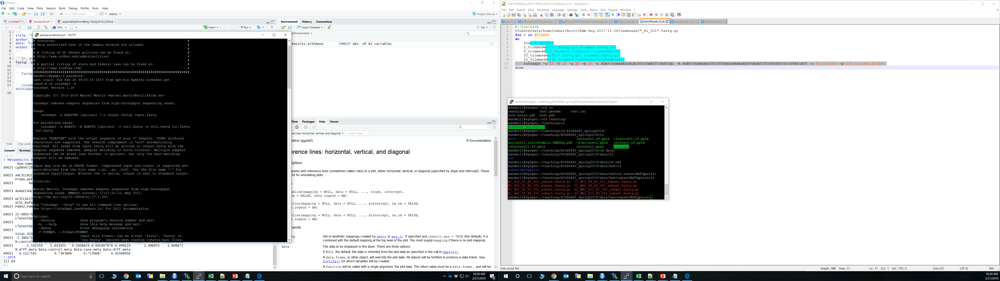 RStudio
File Edit Code View Plots Session Build Debug Profile Tools Help
Go to file/function
Addins
Project: (None)
Untitled1*
fordass.Rmd*
exploreDataFromBetty.14July2016.v2.Rmd
Knit
Insert
Run
1 ---
2 title: "f
3 author: "
4 date: "Fe
5 output: h
6 ---
7
8 ```{r, ev
9 fastqc /p
10 ```
11
12 ```fastqc
13
14
15 ```cutada
AGATCGGAA
16
15:85 (Top Level)
Console Terminal
~/
> MetaResults.w
Row.name
69025 cg0844720
69025 AACTCCRCC
Probe_maf
69025 NA
69025 AGAGCCAGC
69025 GCTCCGCCT
UCSC_RefG
69025 PANX2;PAN
69025 22:489574
closestGe
69025
closestGe
69025
tStat.450
69025 -2.396171
69025 1.542359 1.643021 0.1006624 0.001907878 0.499119 1.496955 1.608672
M.diff.meta Beta.control.meta Beta.case.meta Beta.diff.meta
69025 0.1117165 0.7383886 0.7530687 0.01468004
> 16*4
[1] 64
>
yampa.ucdenver.pvt - PuTTY
# resources. #
# Only authorized uses of the campus network are allowed. #
# #
# A listing of UC Denver policies can be found at: #
# http://www.ucdhsc.edu/admin/policies/ #
# #
# A partial listing of state and federal laws can be found at: #
# http://www.findlaw.com/ #
vanderll@yampa's password:
Last login: Tue Feb 26 09:50:55 2019 from sph-bio-4pbhjh2.ucdenver.pvt
-bash-4.1$ cutadapt -h
cutadapt version 1.18
Copyright (C) 2010-2018 Marcel Martin <marcel.martin@scilifelab.se>
cutadapt removes adapter sequences from high-throughput sequencing reads.
Usage:
cutadapt -a ADAPTER [options] [-o output.fastq] input.fastq
For paired-end reads:
cutadapt -a ADAPT1 -A ADAPT2 [options] -o out1.fastq -p out2.fastq in1.fastq
in2.fastq
Replace "ADAPTER" with the actual sequence of your 3' adapter. IUPAC wildcard
characters are supported. The reverse complement is *not* automatically
searched. All reads from input.fastq will be written to output.fastq with the
adapter sequence removed. Adapter matching is error-tolerant. Multiple adapter
sequences can be given (use further -a options), but only the best-matching
adapter will be removed.
Input may also be in FASTA format. Compressed input and output is supported and
auto-detected from the file name (.gz, .xz, .bz2). Use the file name '-' for
standard input/output. Without the -o option, output is sent to standard output.
Citation:
Marcel Martin. Cutadapt removes adapter sequences from high-throughput
sequencing reads. EMBnet.Journal, 17(1):10-12, May 2011.
http://dx.doi.org/10.14806/ej.17.1.200
Run "cutadapt --help" to see all command-line options.
See https://cutadapt.readthedocs.io/ for full documentation.
Options:
--version show program's version number and exit
-h, --help show this help message and exit
--debug Print debugging information.
-f FORMAT, --format=FORMAT
Input file format; can be either 'fasta', 'fastq' or
'sra-fastq'. Ignored when reading csfasta/qual files.
Environment History Connections
Import Dataset
List
al Environment
Results.withAnno 199237 obs. of 61 variables
Plots Packages Help Viewer
ce lines: horizontal, vertical, and diagonal
Find in Topic
abline {ggplot2} R Documentation
erence lines: horizontal, vertical, and diagonal
ription
geoms add reference lines (sometimes called rules) to a plot, either horizontal, vertical, or diagonal (specified by slope and intercept). These
ful for annotating plots.
e
abline(mapping = NULL, data = NULL, ..., slope, intercept,
rm = FALSE, show.legend = NA)
line(mapping = NULL, data = NULL, ..., yintercept, na.rm = FALSE,
w.legend = NA)
line(mapping = NULL, data = NULL, ..., xintercept, na.rm = FALSE,
w.legend = NA)
ments
ng Set of aesthetic mappings created by aes() or aes_(). If specified and inherit.aes = TRUE (the default), it is
combined with the default mapping at the top level of the plot. You must supply mapping if there is no plot mapping.
data The data to be displayed in this layer. There are three options:
If NULL, the default, the data is inherited from the plot data as specified in the call to ggplot().
A data.frame, or other object, will override the plot data. All objects will be fortified to produce a data frame. See
fortify() for which variables will be created.
A function will be called with a single argument, the plot data. The return value must be a data.frame., and will be
Y:\Britt\RNAseq.20171106\code\trimmReads.v3.sh - Notepad++
File Edit Search View Encoding Language Settings Tools Macro Run Plugins Window ?
X
new 1
getPairedFASTQsubset.py
getPairedFASTQsubset.commandLine
fastqc code.txt
trimmReads.v3.sh
trimmReads v2.sh
trimmReads.sh
1 #!/bin/bash
2 FILES1=/data/home/sabal/Britt/RNA-Seq.2017-11-06/rawReads/*_R1_001*.fastq.gz
3 for f in $FILES1
4 do
5 f2=${f//R1/R2}
6 f_trimmed=${f//.fastq.gz/_trimmed.fastq.gz}
7 f_trimmed=${f_trimmed//rawReads/trimmedReads}
8 f2_trimmed=${f2//.fastq.gz/_trimmed.fastq.gz}
9 f2_trimmed=${f2_trimmed//rawReads/trimmedReads}
10 cutadapt -u 15 -U 15 -q 20 -m 20 -a AGATCGGAAGAGCACACGTCTGAACTCCAGTCAC -A AGATCGGAAGAGCGTCGTGTAGGGAAAGAGTGTAGATCTCGGTGGTCGCCGTATCATT -o $f_trimmed -p $f2_trimmed $f $f2
11 done
vanderll@sysgen:~/teaching/BIOS6660_spring2019/data/hw6/subsetFASTQpairs
vanderll@sysgen:~>cd te
teaching/ test.genome test.txt
test.brain.pdf test.pdf
vanderll@sysgen:~>cd teaching/
vanderll@sysgen:~/teaching>ls
BIOS6660_spring2019
vanderll@sysgen:~/teaching>cd BIOS6660_spring2019/
vanderll@sysgen:~/teaching/BIOS6660_spring2019>ls
data lecture11.LV.pptx ~$lecture1.LV.pptx
Lecture11.introToOmics.RNASeq.pdf ~$lecture12.pptx lecture1.LV.pptx
~$lecture11.LV.pptx lecture12.pptx programs
vanderll@sysgen:~/teaching/BIOS6660_spring2019>cd data/
vanderll@sysgen:~/teaching/BIOS6660_spring2019/data>ls
hw6
vanderll@sysgen:~/teaching/BIOS6660_spring2019/data>cd hw6
vanderll@sysgen:~/teaching/BIOS6660_spring2019/data/hw6>ls
subsetFASTQpairs
vanderll@sysgen:~/teaching/BIOS6660_spring2019/data/hw6>cd subsetFASTQpairs/
vanderll@sysgen:~/teaching/BIOS6660_spring2019/data/hw6/subsetFASTQpairs>ls
A1_SO1_S1_R1_001_subset.fastq.gz C1_WO1_S9_R1_001_subset.fastq.gz
A1_SO1_S1_R2_001_subset.fastq.gz C1_WO1_S9_R2_001_subset.fastq.gz
B1_SR1_S5_R1_001_subset.fastq.gz D1_WR1_S13_R1_001_subset.fastq.gz
B1_SR1_S5_R2_001_subset.fastq.gz D1_WR1_S13_R2_001_subset.fastq.gz
vanderll@sysgen:~/teaching/BIOS6660_spring2019/data/hw6/subsetFASTQpairs>
Unix script file length : 488 lines : 11 Ln : 11 Col : 1 Sel : 170 | 2 Unix (LF) UTF-8 INS
Type here to search
10:28 AM
2/27/2019
10:28 AM
2/27/2019